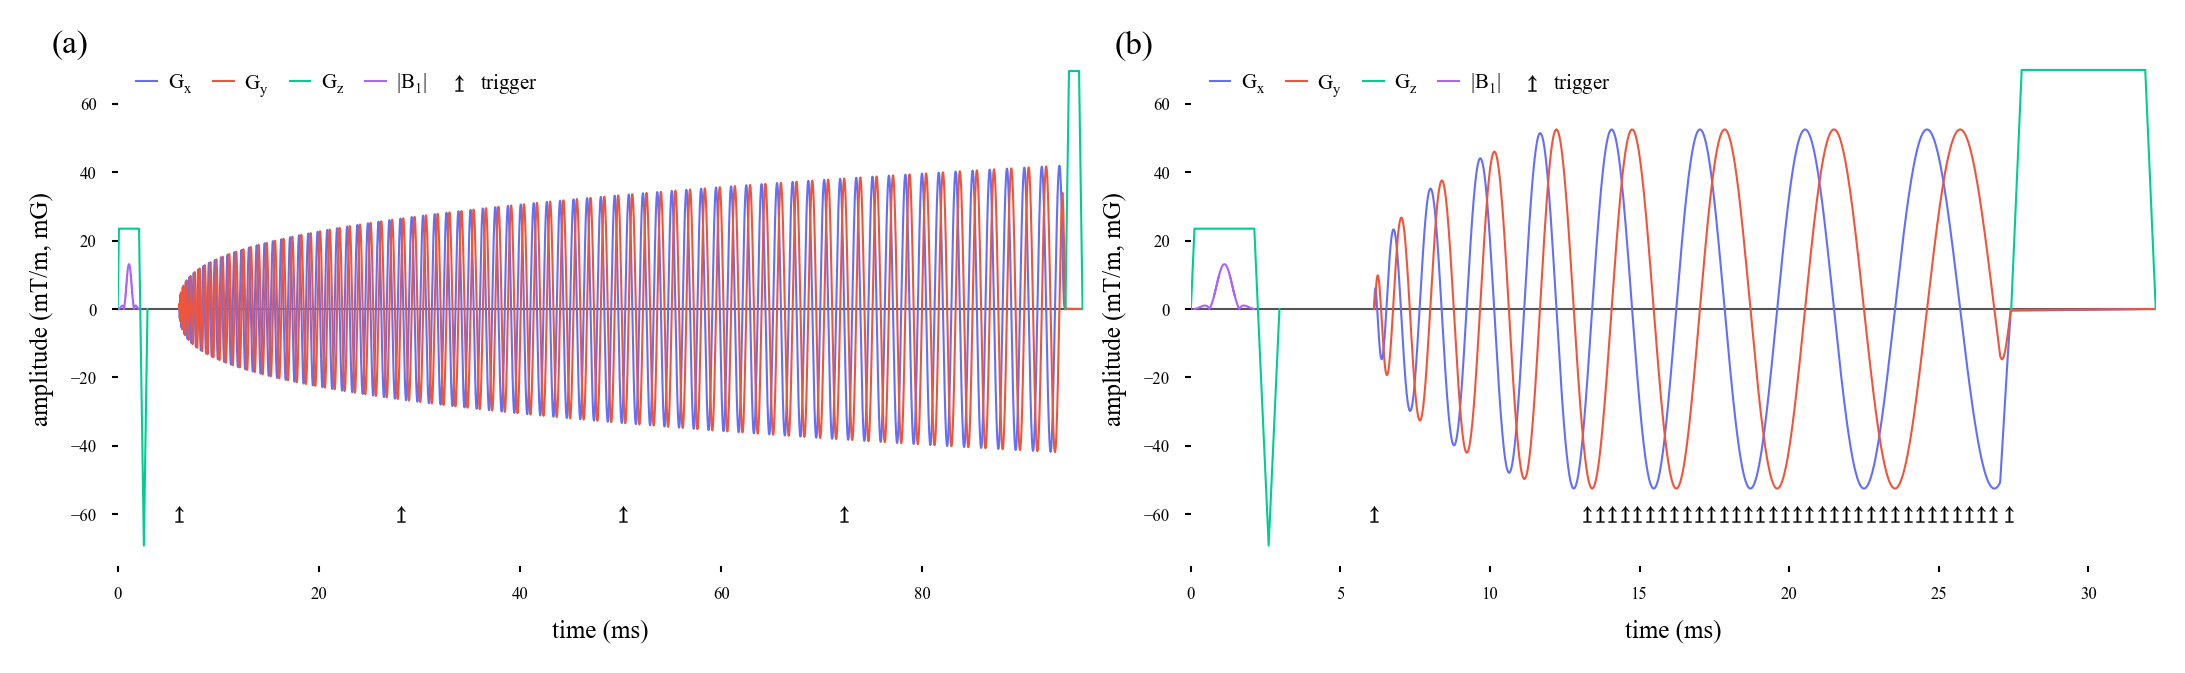 (a)
Gx Gy Gz |B1| ↥ trigger
60
40
20
0
−20
−40
−60
amplitude (mT/m, mG)
0 20 40 60 80
time (ms)
(b)
Gx Gy Gz |B1| ↥ trigger
60
40
20
0
−20
−40
−60
amplitude (mT/m, mG)
0 5 10 15 20 25 30
time (ms)